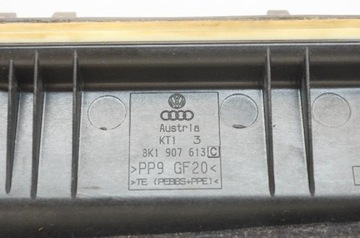 Austria
KT1 3
8K1 907 613 C
>PP9 GF20<
>TE (PEBBS+PPE)<